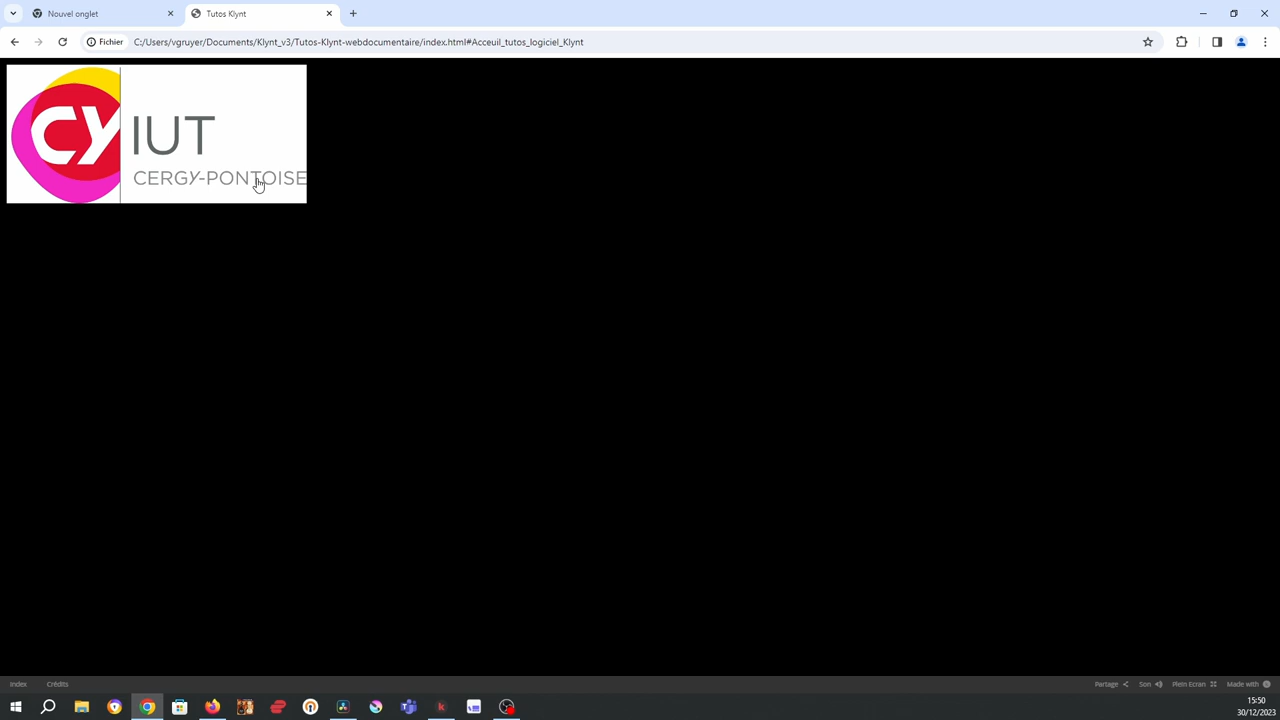 Nouvel onglet
Tutos Klynt
Fichier
C:/Users/vgruyer/Documents/Klynt_v3/Tutos-Klynt-webdocumentaire/index.html#Acceuil_tutos_logiciel_Klynt
CY
IUT
CERGY-PONTOISE
Index Crédits Partage Son Plein Ecran Made with
15:50
30/12/2023